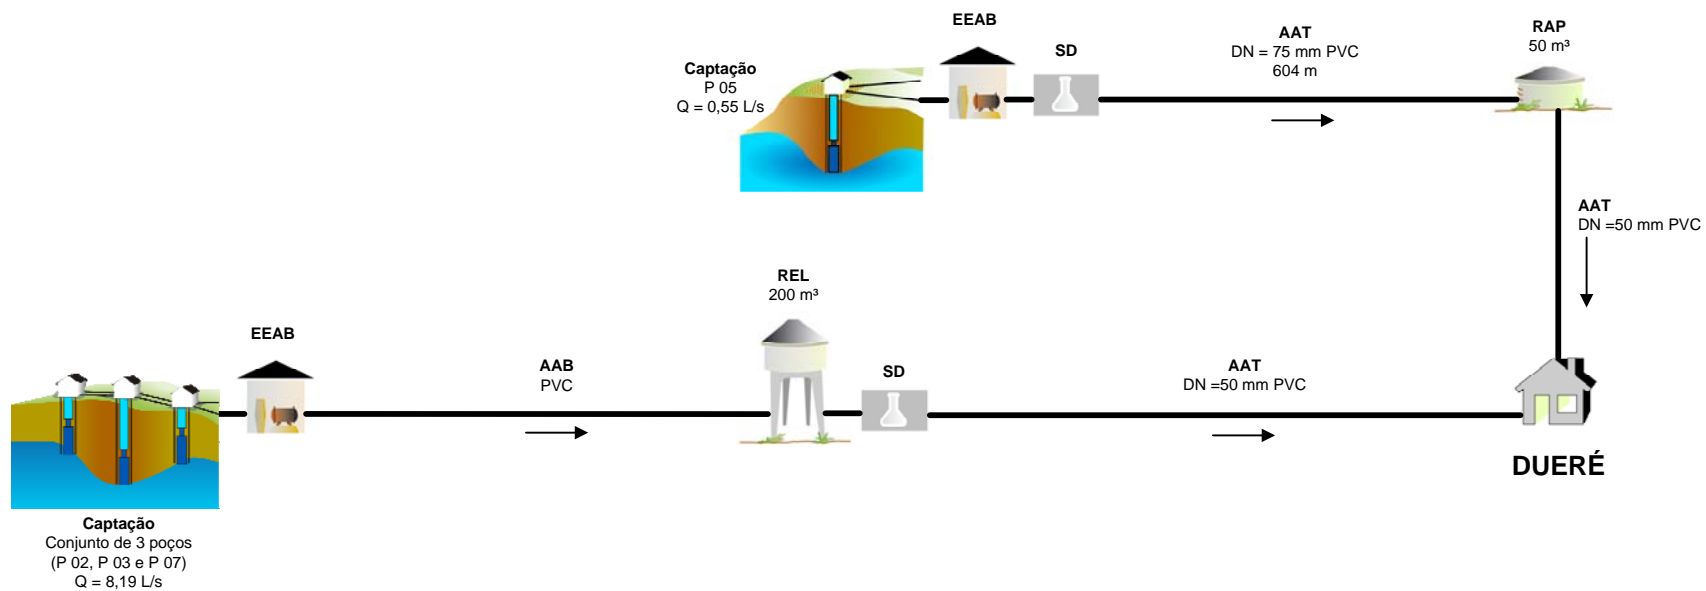 EEAB
SD
AAT
DN = 75 mm PVC
604 m
RAP
50 m³
Captação
P 05
Q = 0,55 L/s
AAT
DN =50 mm PVC
REL
200 m³
EEAB
AAB
PVC
SD
AAT
DN =50 mm PVC
DUERÉ
Captação
Conjunto de 3 poços
(P 02, P 03 e P 07)
Q = 8,19 L/s